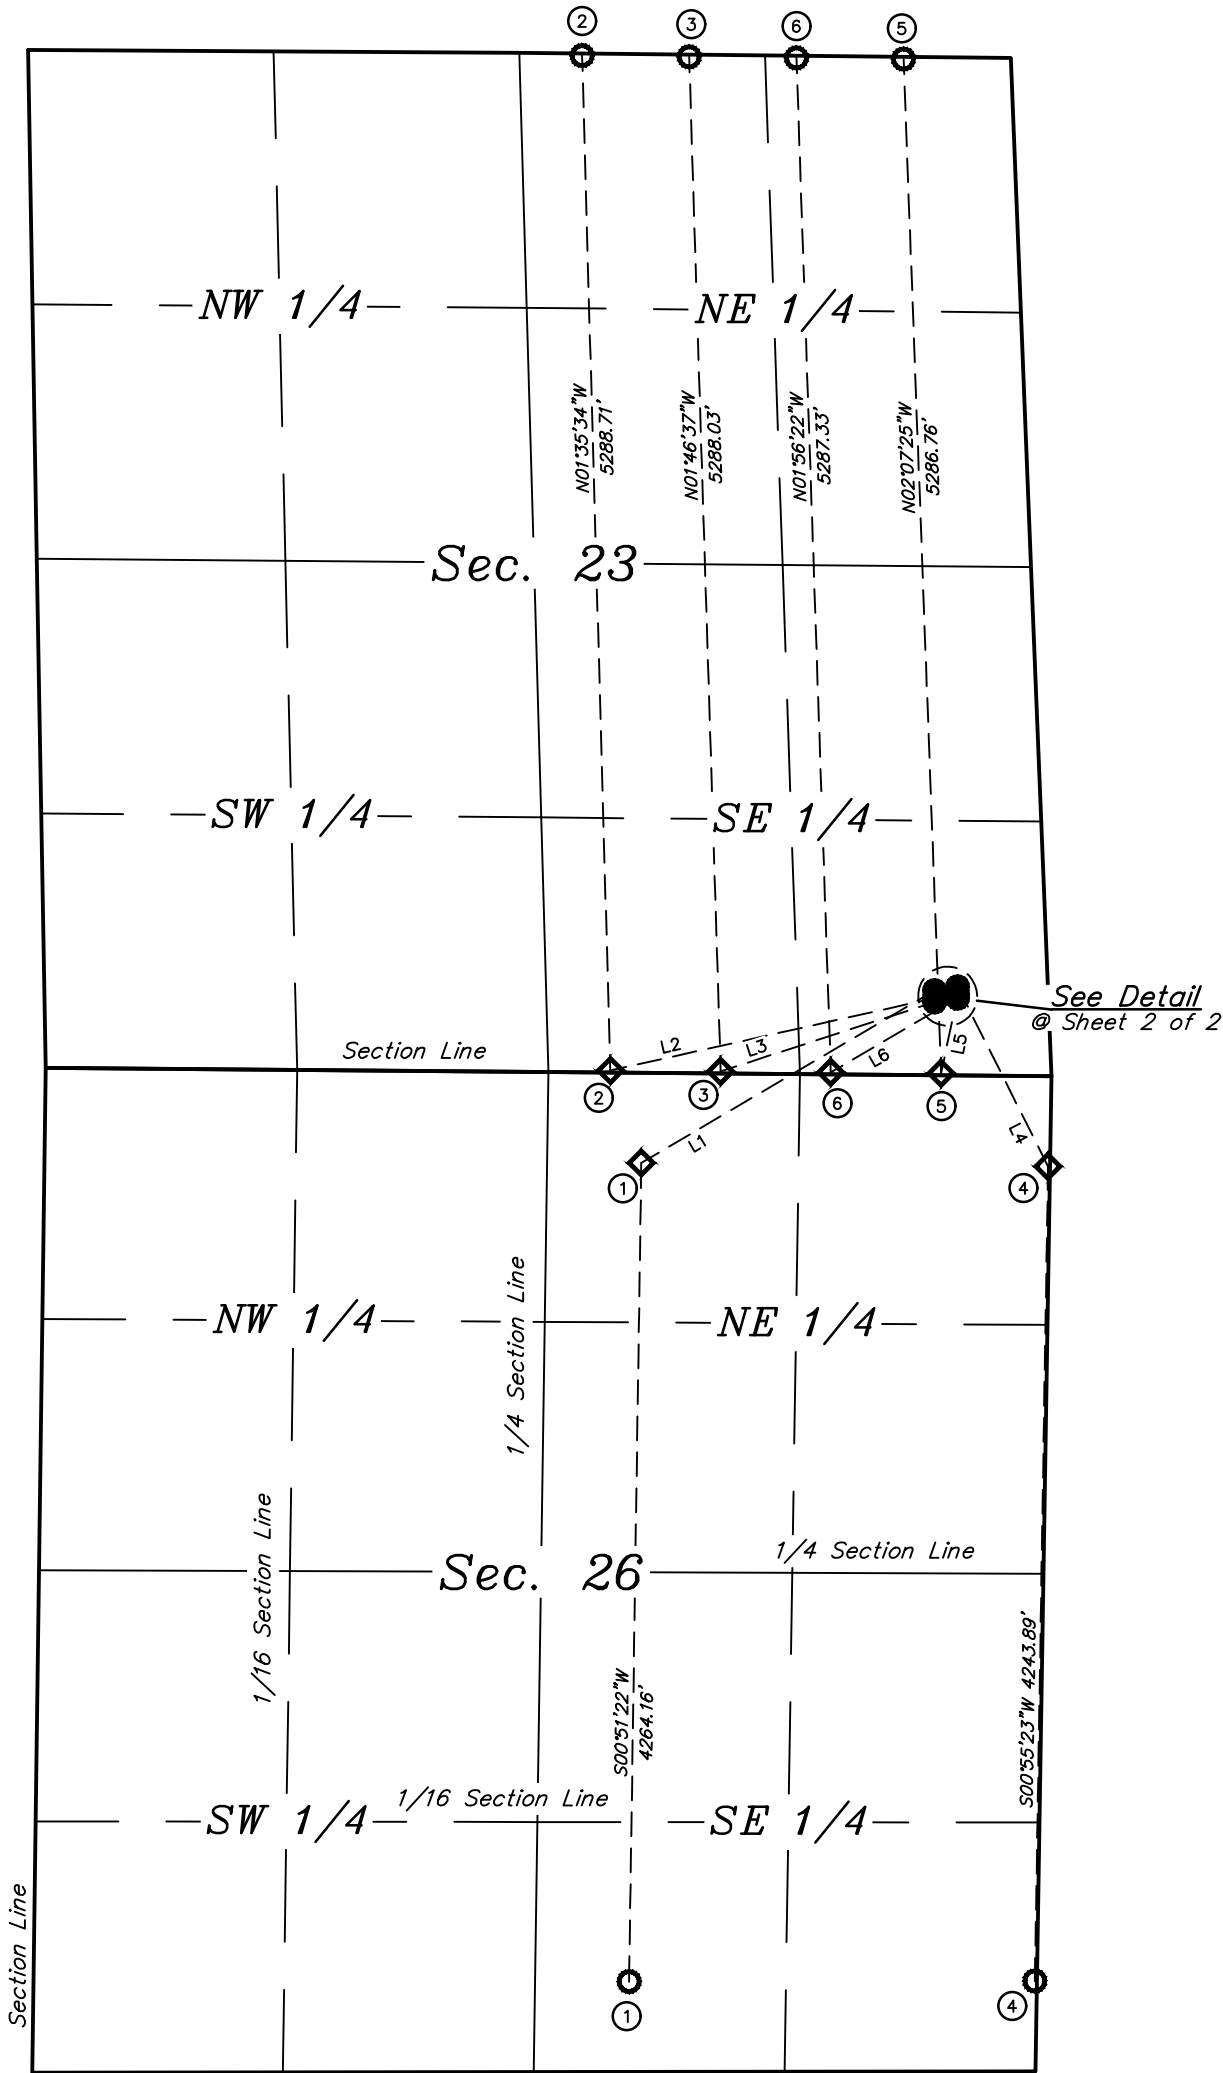 2 3 6 5
NW 1/4 NE 1/4
N01°35'34"W
5288.71'
N01°46'37"W
5288.03'
N01°56'22"W
5287.33'
N02°07'25"W
5286.76'
Sec. 23
SW 1/4 SE 1/4
See Detail
@ Sheet 2 of 2
Section Line
L2
L3
L6
L5
2 3 6 5
L1
L4
1 4
NW 1/4 NE 1/4
1/4 Section Line
1/16 Section Line
1/4 Section Line
Sec. 26
S00°51'22"W
4264.16'
S00°55'23"W 4243.89'
1/16 Section Line
SW 1/4 SE 1/4
Section Line
1 4